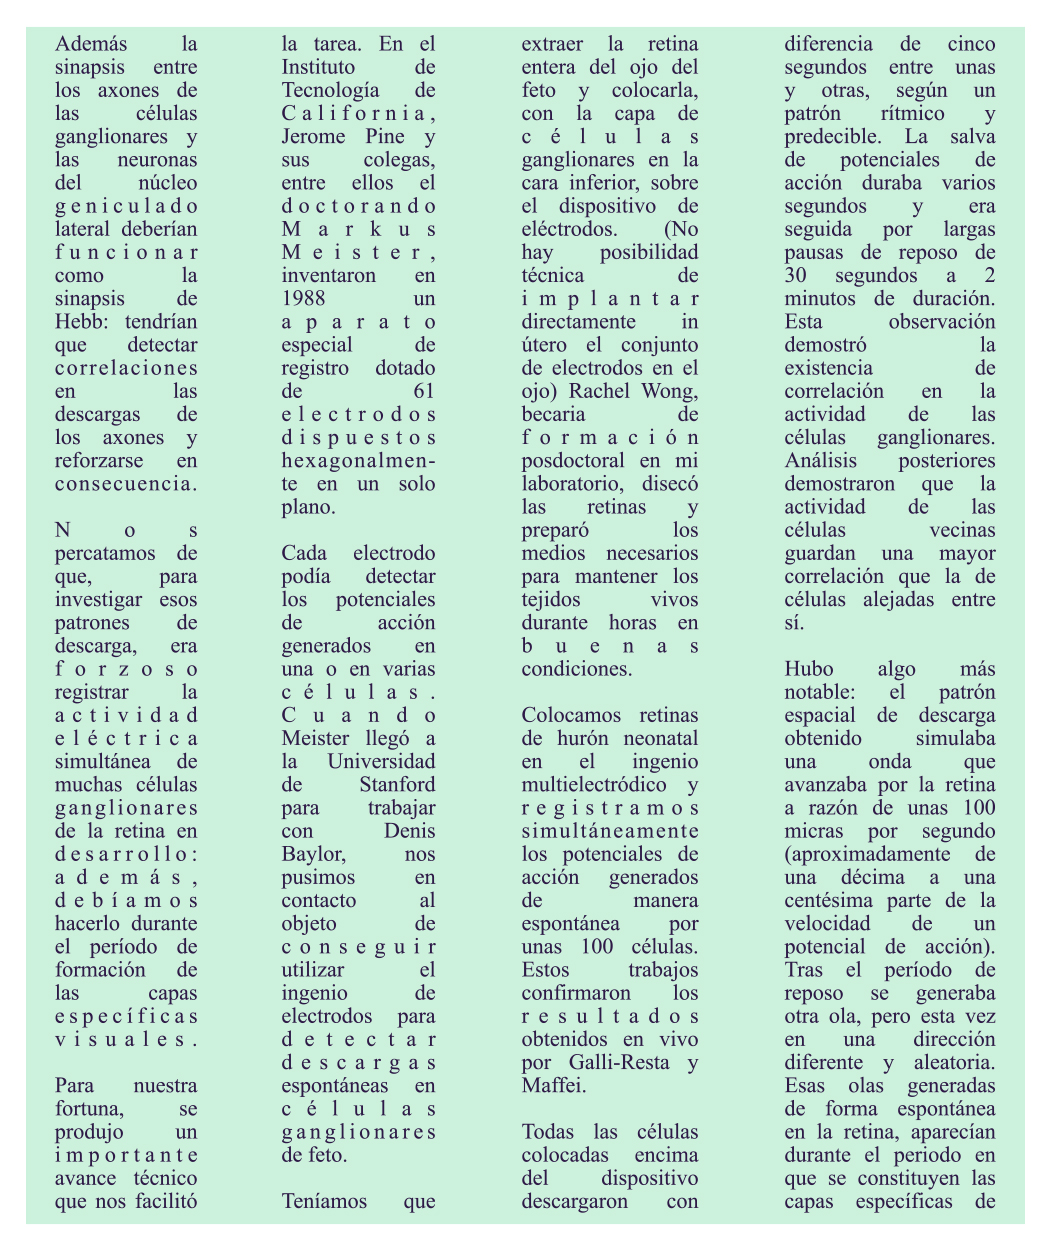 Además la
sinapsis entre
los axones de
las células
ganglionares y
las neuronas
del núcleo
geniculado
lateral deberían
funcionar
como la
sinapsis de
Hebb: tendrían
que detectar
correlaciones
en las
descargas de
los axones y
reforzarse en
consecuencia.
Nos
percatamos de
que, para
investigar esos
patrones de
descarga, era
forzoso
registrar la
actividad
eléctrica
simultánea de
muchas células
ganglionares
de la retina en
desarrollo:
además,
debíamos
hacerlo durante
el período de
formación de
las capas
específicas
visuales.
Para nuestra
fortuna, se
produjo un
importante
avance técnico
que nos facilitó
la tarea. En el
Instituto de
Tecnología de
California,
Jerome Pine y
sus colegas,
entre ellos el
doctorando
Markus
Meister,
inventaron en
1988 un
aparato
especial de
registro dotado
de 61
electrodos
dispuestos
hexagonalmen-
te en un solo
plano.
Cada electrodo
podía detectar
los potenciales
de acción
generados en
una o en varias
células.
Cuando
Meister llegó a
la Universidad
de Stanford
para trabajar
con Denis
Baylor, nos
pusimos en
contacto al
objeto de
conseguir
utilizar el
ingenio de
electrodos para
detectar
descargas
espontáneas en
células
ganglionares
de feto.
Teníamos que
extraer la retina
entera del ojo del
feto y colocarla,
con la capa de
células
ganglionares en la
cara inferior, sobre
el dispositivo de
eléctrodos. (No
hay posibilidad
técnica de
implantar
directamente in
útero el conjunto
de electrodos en el
ojo) Rachel Wong,
becaria de
formación
posdoctoral en mi
laboratorio, disecó
las retinas y
preparó los
medios necesarios
para mantener los
tejidos vivos
durante horas en
buenas
condiciones.
Colocamos retinas
de hurón neonatal
en el ingenio
multielectródico y
registramos
simultáneamente
los potenciales de
acción generados
de manera
espontánea por
unas 100 células.
Estos trabajos
confirmaron los
resultados
obtenidos en vivo
por Galli-Resta y
Maffei.
Todas las células
colocadas encima
del dispositivo
descargaron con
diferencia de cinco
segundos entre unas
y otras, según un
patrón rítmico y
predecible. La salva
de potenciales de
acción duraba varios
segundos y era
seguida por largas
pausas de reposo de
30 segundos a 2
minutos de duración.
Esta observación
demostró la
existencia de
correlación en la
actividad de las
células ganglionares.
Análisis posteriores
demostraron que la
actividad de las
células vecinas
guardan una mayor
correlación que la de
células alejadas entre
sí.
Hubo algo más
notable: el patrón
espacial de descarga
obtenido simulaba
una onda que
avanzaba por la retina
a razón de unas 100
micras por segundo
(aproximadamente de
una décima a una
centésima parte de la
velocidad de un
potencial de acción).
Tras el período de
reposo se generaba
otra ola, pero esta vez
en una dirección
diferente y aleatoria.
Esas olas generadas
de forma espontánea
en la retina, aparecían
durante el periodo en
que se constituyen las
capas específicas de